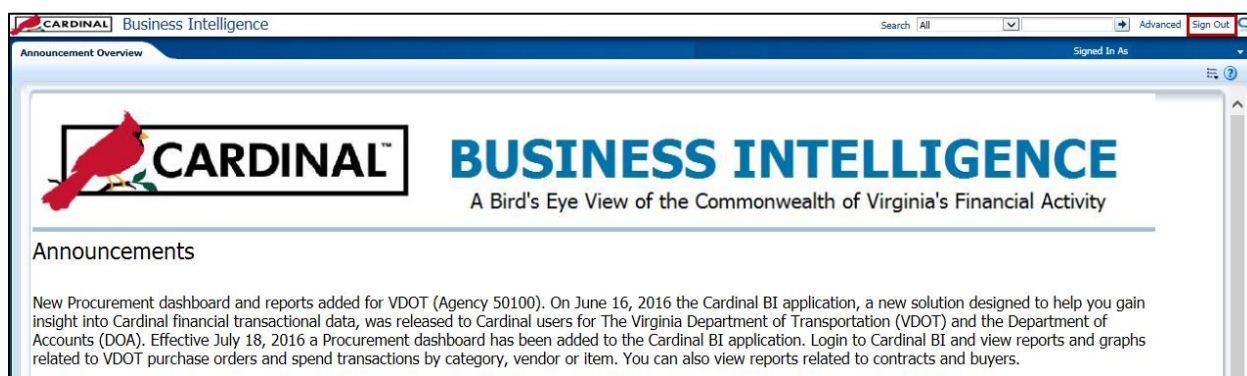 CARDINAL Business Intelligence
Search All Advanced Sign Out
Announcement Overview
Signed In As
CARDINAL™
BUSINESS INTELLIGENCE
A Bird's Eye View of the Commonwealth of Virginia's Financial Activity
Announcements
New Procurement dashboard and reports added for VDOT (Agency 50100). On June 16, 2016 the Cardinal BI application, a new solution designed to help you gain
insight into Cardinal financial transactional data, was released to Cardinal users for The Virginia Department of Transportation (VDOT) and the Department of
Accounts (DOA). Effective July 18, 2016 a Procurement dashboard has been added to the Cardinal BI application. Login to Cardinal BI and view reports and graphs
related to VDOT purchase orders and spend transactions by category, vendor or item. You can also view reports related to contracts and buyers.